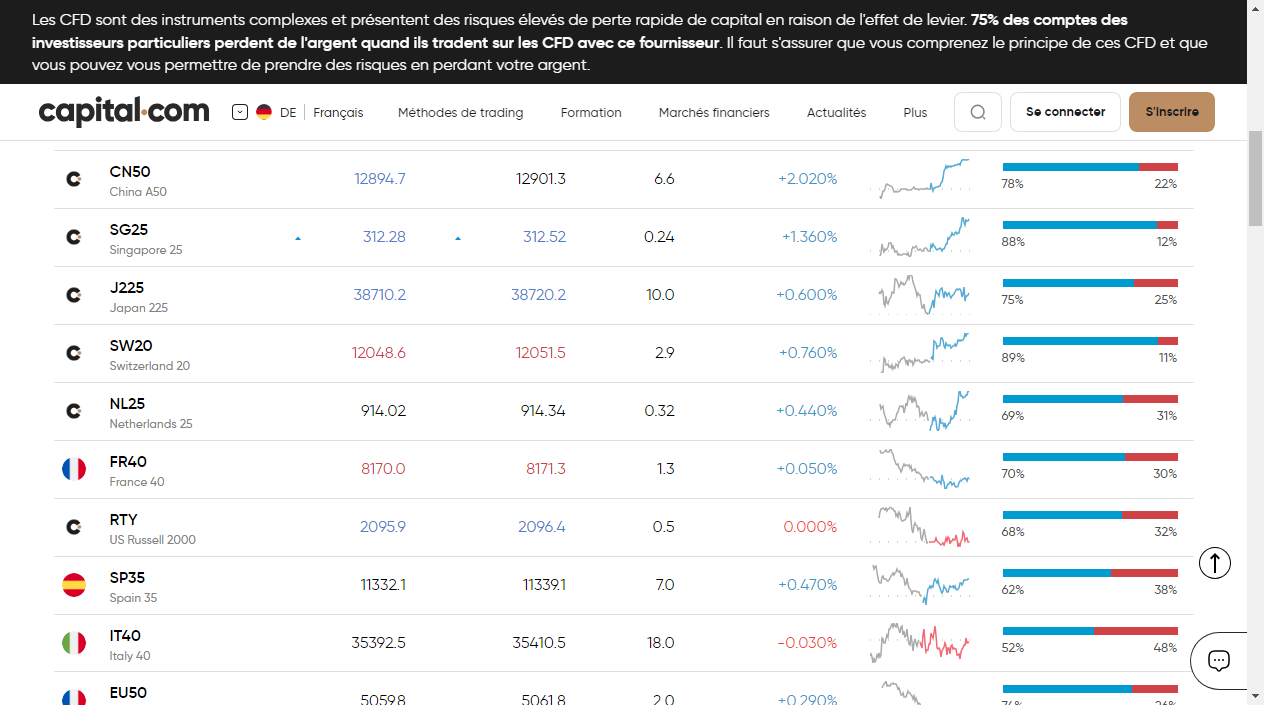 Les CFD sont des instruments complexes et présentent des risques élevés de perte rapide de capital en raison de l'effet de levier. 75% des comptes des
investisseurs particuliers perdent de l'argent quand ils tradent sur les CFD avec ce fournisseur. Il faut s'assurer que vous comprenez le principe de ces CFD et que
vous pouvez vous permettre de prendre des risques en perdant votre argent.
capital.com DE Français Méthodes de trading Formation Marchés financiers Actualités Plus Se connecter S'inscrire
CN50 12894.7 12901.3 6.6 +2.020%
China A50 78% 22%
SG25 312.28 312.52 0.24 +1.360%
Singapore 25 88% 12%
J225 38710.2 38720.2 10.0 +0.600%
Japan 225 75% 25%
SW20 12048.6 12051.5 2.9 +0.760%
Switzerland 20 89% 11%
NL25 914.02 914.34 0.32 +0.440%
Netherlands 25 69% 31%
FR40 8170.0 8171.3 1.3 +0.050%
France 40 70% 30%
RTY 2095.9 2096.4 0.5 0.000%
US Russell 2000 68% 32%
SP35 11332.1 11339.1 7.0 +0.470%
Spain 35 62% 38%
IT40 35392.5 35410.5 18.0 -0.030%
Italy 40 52% 48%
EU50 5059.8 5061.8 2.0 +0.290%